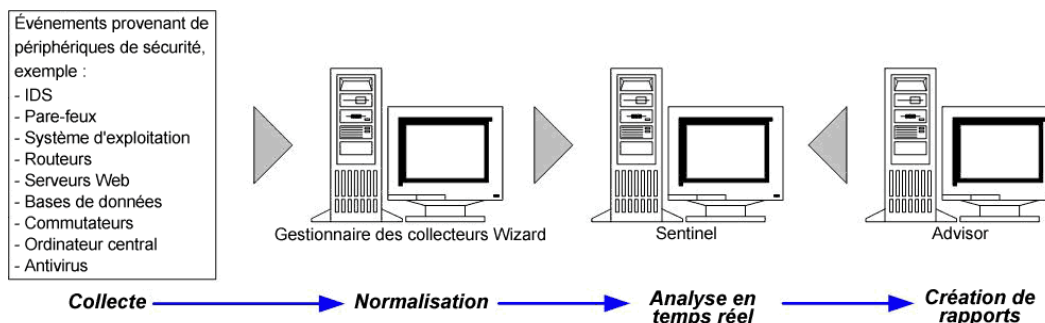 Événements provenant de
périphériques de sécurité,
exemple :
- IDS
- Pare-feux
- Système d'exploitation
- Routeurs
- Serveurs Web
- Bases de données
- Commutateurs
- Ordinateur central
- Antivirus
Gestionnaire des collecteurs Wizard
Sentinel
Advisor
Collecte
Normalisation
Analyse en
temps réel
Création de
rapports